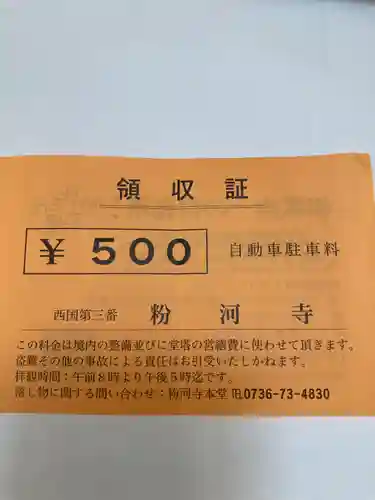 領収証
¥500 自動車駐車料
西国第三番 粉河寺
この料金は境内の整備並びに堂塔の営繕費に使わせて頂きます。
盗難その他の事故による責任はお引受いたしかねます。
拝観時間:午前8時より午後5時迄です。
落し物に関する問い合わせ:粉河寺本堂 ℡0736-73-4830